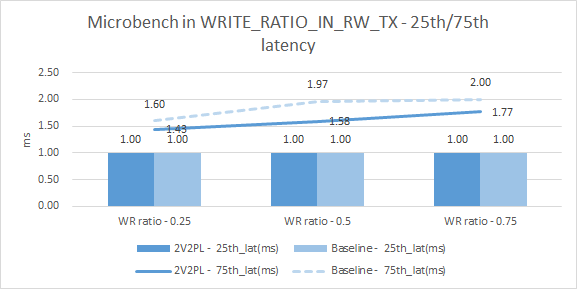 Microbench in WRITE_RATIO_IN_RW_TX - 25th/75th
latency
2.50
2.00
1.50
1.00
0.50
0.00
ms
1.60
1.97
2.00
1.43
1.58
1.77
1.00 1.00 1.00 1.00 1.00 1.00
WR ratio - 0.25 WR ratio - 0.5 WR ratio - 0.75
2V2PL - 25th_lat(ms) Baseline - 25th_lat(ms)
2V2PL - 75th_lat(ms) Baseline - 75th_lat(ms)